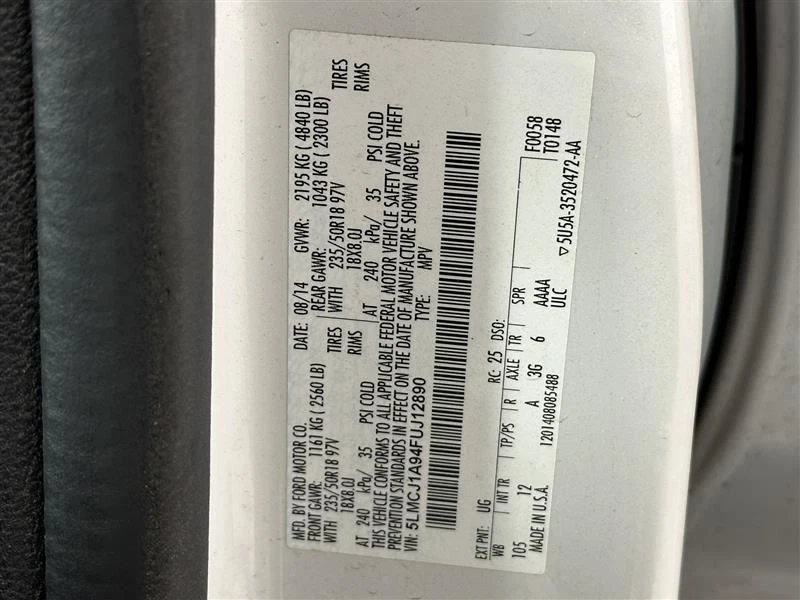 MFD. BY FORD MOTOR CO. DATE: 08/14 GVWR: 2195 KG ( 4840 LB)
FRONT GAWR: 1161 KG ( 2560 LB) REAR GAWR: 1043 KG ( 2300 LB)
WITH 235/50R18 97V TIRES WITH 235/50R18 97V TIRES
18X8.0J RIMS 18X8.0J RIMS
AT 240 kPa/ 35 PSI COLD AT 240 kPa/ 35 PSI COLD
THIS VEHICLE CONFORMS TO ALL APPLICABLE FEDERAL MOTOR VEHICLE SAFETY AND THEFT
PREVENTION STANDARDS IN EFFECT ON THE DATE OF MANUFACTURE SHOWN ABOVE.
VIN: 5LMCJ1A94FUJ12890 TYPE: MPV
EXT PNT: UG RC: 25 DSO: F0058
WB INT TR TP/PS R AXLE TR SPR T0148
105 12 A 3G 6 AAAA
MADE IN U.S.A. 1201408085488 ULC
▽5U5A-3520472-AA